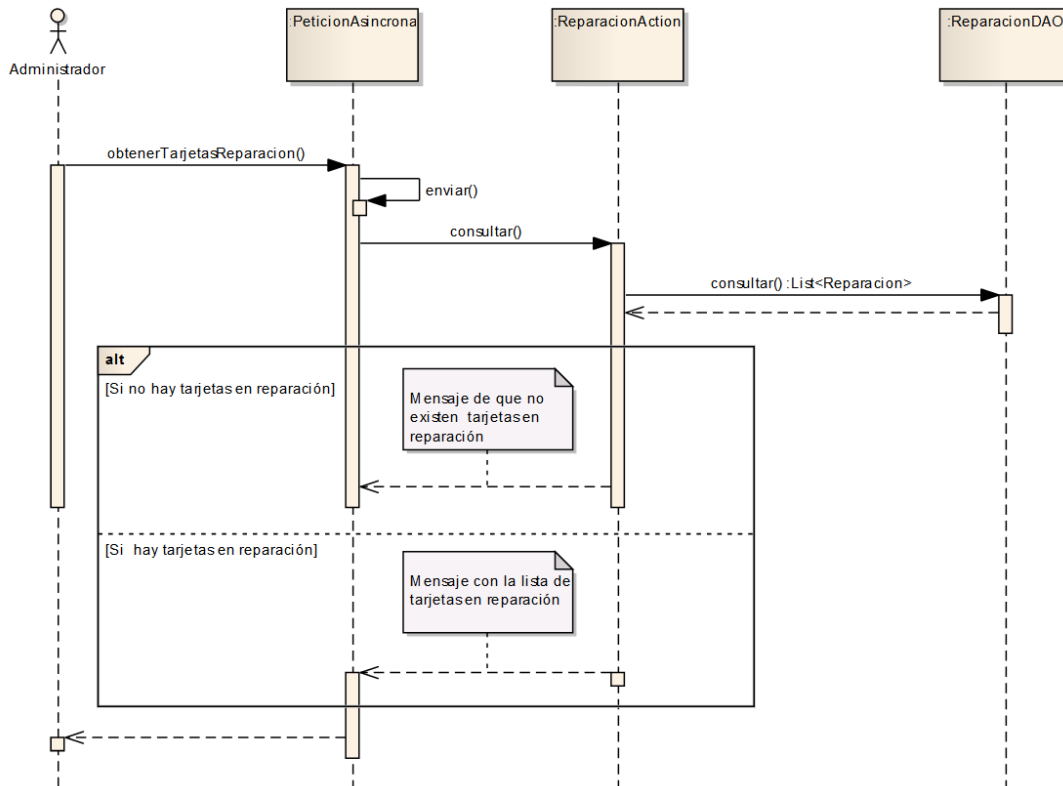 :PeticionAsincrona
:ReparacionAction
:ReparacionDAO
Administrador
obtenerTarjetasReparacion()
enviar()
consultar()
consultar() :List<Reparacion>
alt
[Si no hay tarjetas en reparación]
Mensaje de que no
existen tarjetas en
reparación
[Si hay tarjetas en reparación]
Mensaje con la lista de
tarjetas en reparación